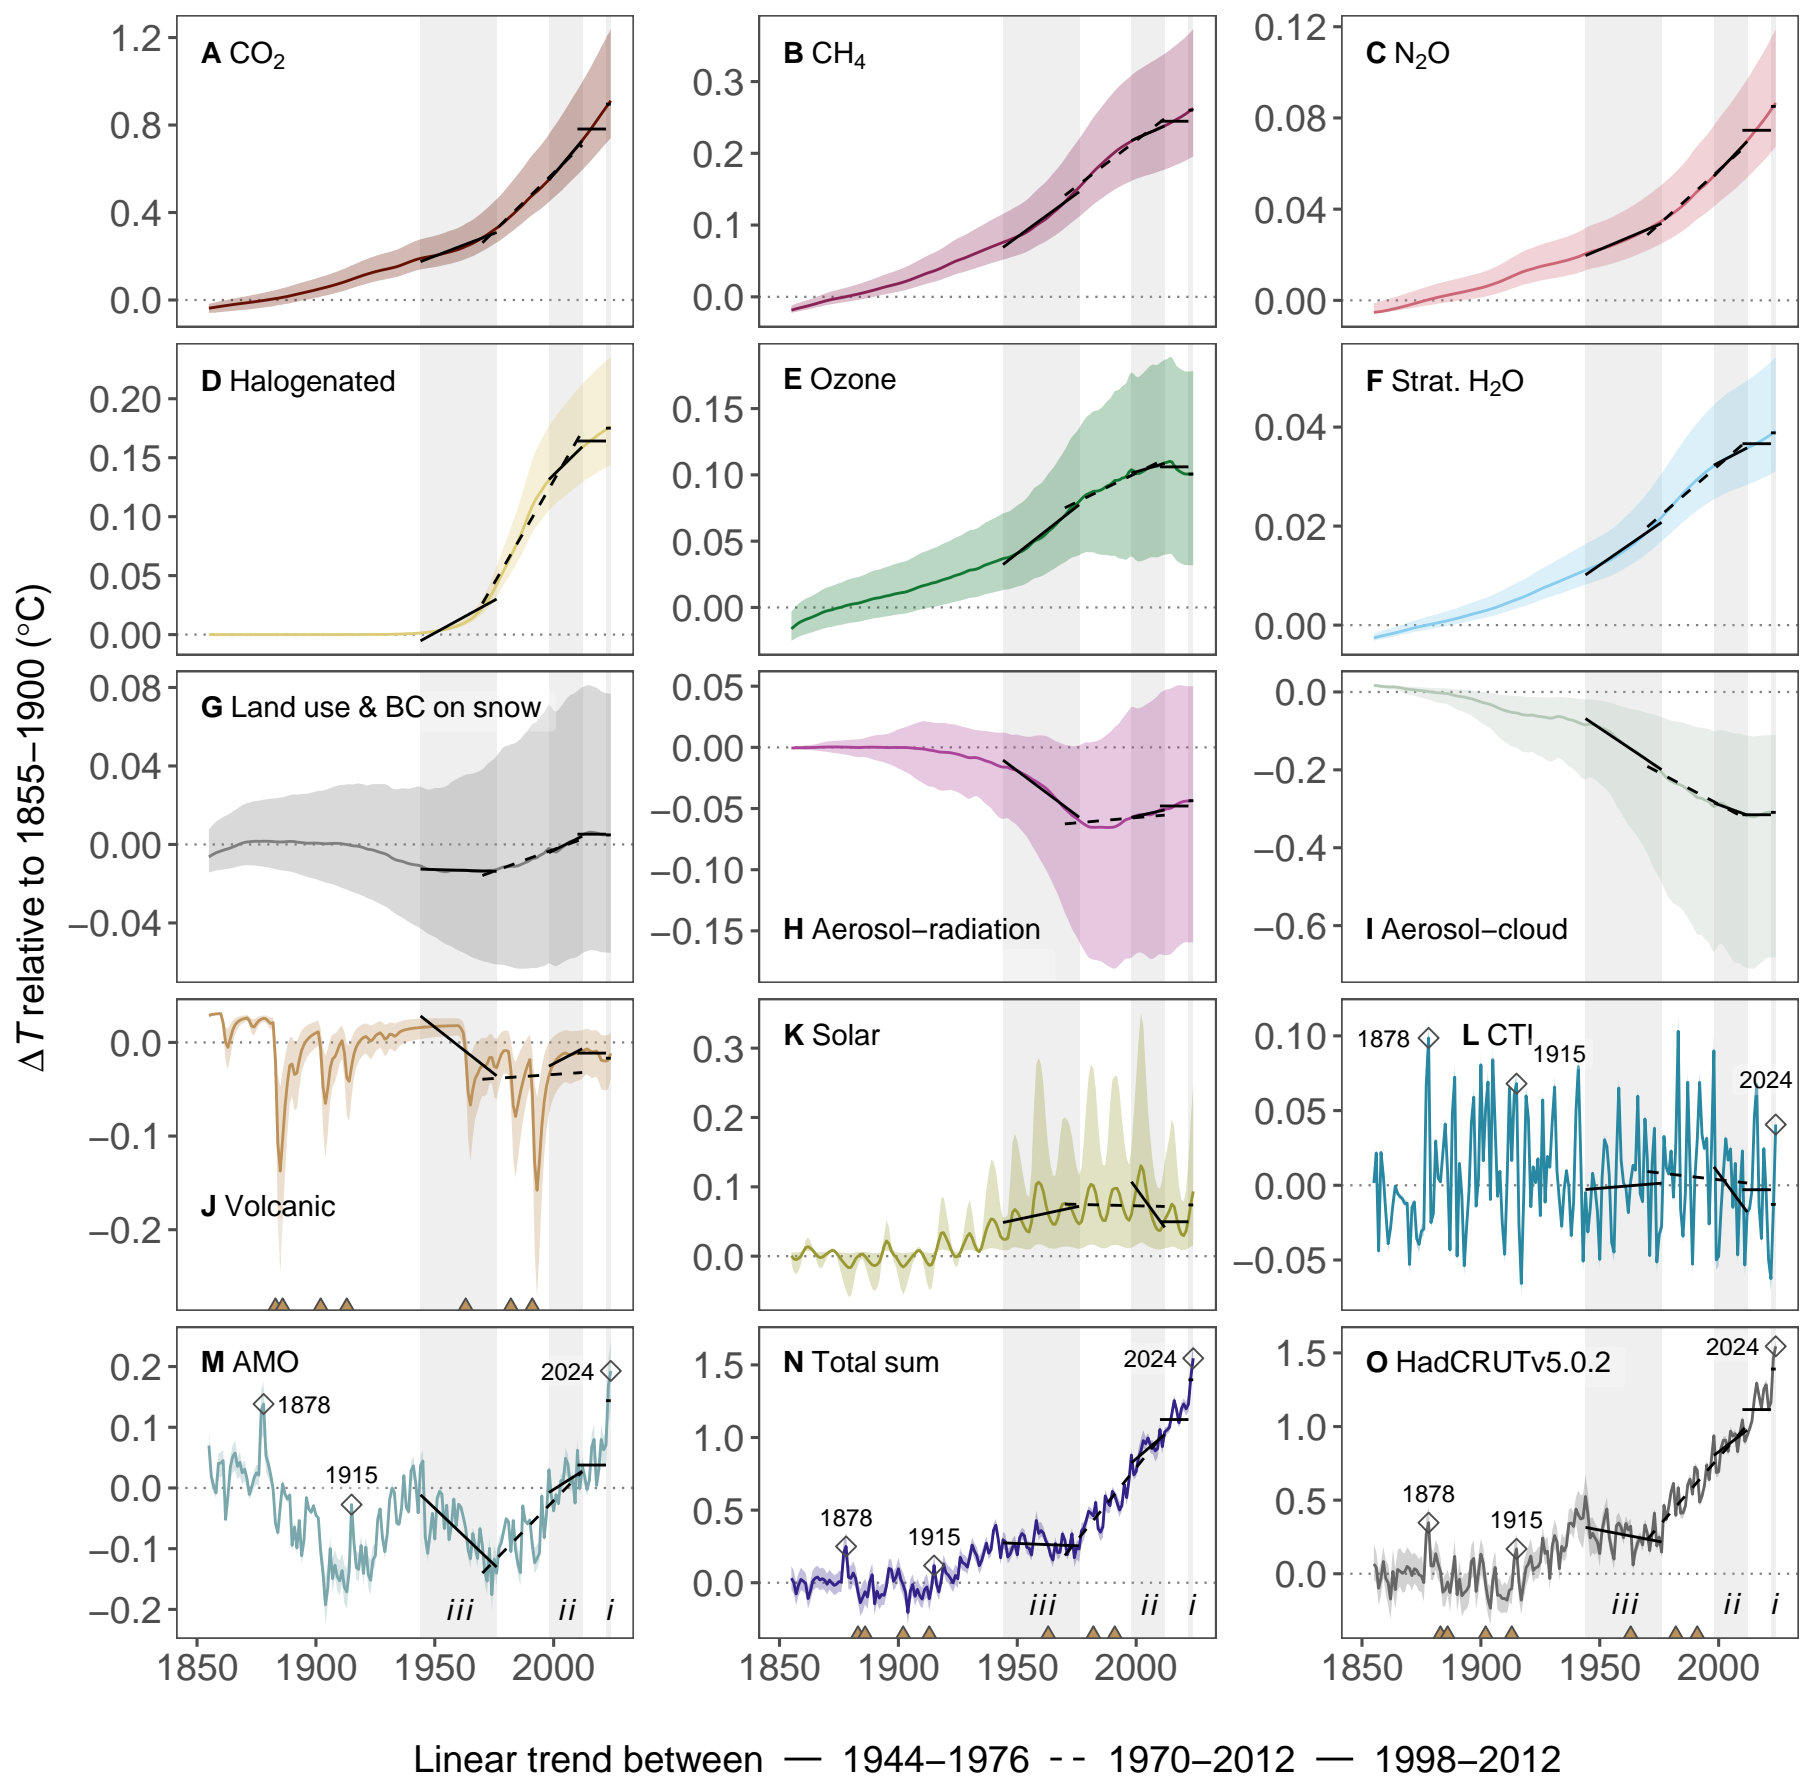 ΔT relative to 1855–1900 (°C)
A CO₂
1.2
0.8
0.4
0.0
B CH₄
0.3
0.2
0.1
0.0
C N₂O
0.12
0.08
0.04
0.00
D Halogenated
0.20
0.15
0.10
0.05
0.00
E Ozone
0.15
0.10
0.05
0.00
F Strat. H₂O
0.04
0.02
0.00
G Land use & BC on snow
0.08
0.04
0.00
−0.04
H Aerosol−radiation
0.05
0.00
−0.05
−0.10
−0.15
I Aerosol−cloud
0.0
−0.2
−0.4
−0.6
J Volcanic
0.0
−0.1
−0.2
K Solar
0.3
0.2
0.1
0.0
L CTI
0.10
0.05
0.00
−0.05
1878
1915
2024
M AMO
0.2
0.1
0.0
−0.1
−0.2
1878
1915
2024
iii
ii
i
N Total sum
1.5
1.0
0.5
0.0
1878
1915
2024
iii
ii
i
O HadCRUTv5.0.2
1.5
1.0
0.5
0.0
1878
1915
2024
iii
ii
i
1850 1900 1950 2000
1850 1900 1950 2000
1850 1900 1950 2000
Linear trend between 1944−1976 1970−2012 1998−2012